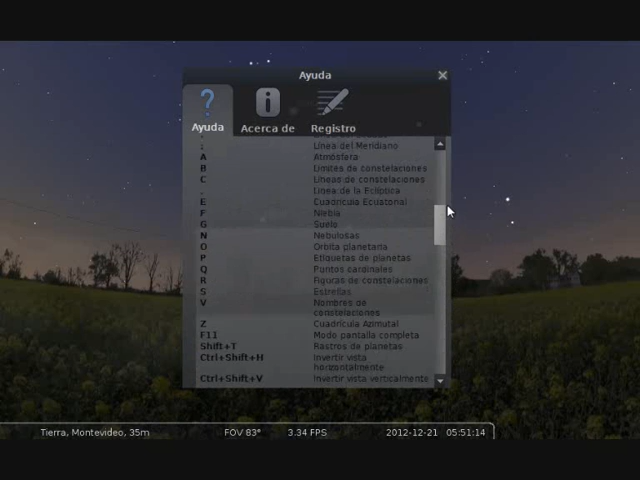 Ayuda
Ayuda
Acerca de
Registro
; Línea del Meridiano
A Atmósfera
B Límites de constelaciones
C Líneas de constelaciones
, Línea de la Eclíptica
E Cuadrícula Ecuatorial
F Niebla
G Suelo
N Nebulosas
O Órbita planetaria
P Etiquetas de planetas
Q Puntos cardinales
R Figuras de constelaciones
S Estrellas
V Nombres de
constelaciones
Z Cuadrícula Azimutal
F11 Modo pantalla completa
Shift+T Rastros de planetas
Ctrl+Shift+H Invertir vista
horizontalmente
Ctrl+Shift+V Invertir vista verticalmente
Tierra, Montevideo, 35m FOV 83° 3.34 FPS 2012-12-21 05:51:14